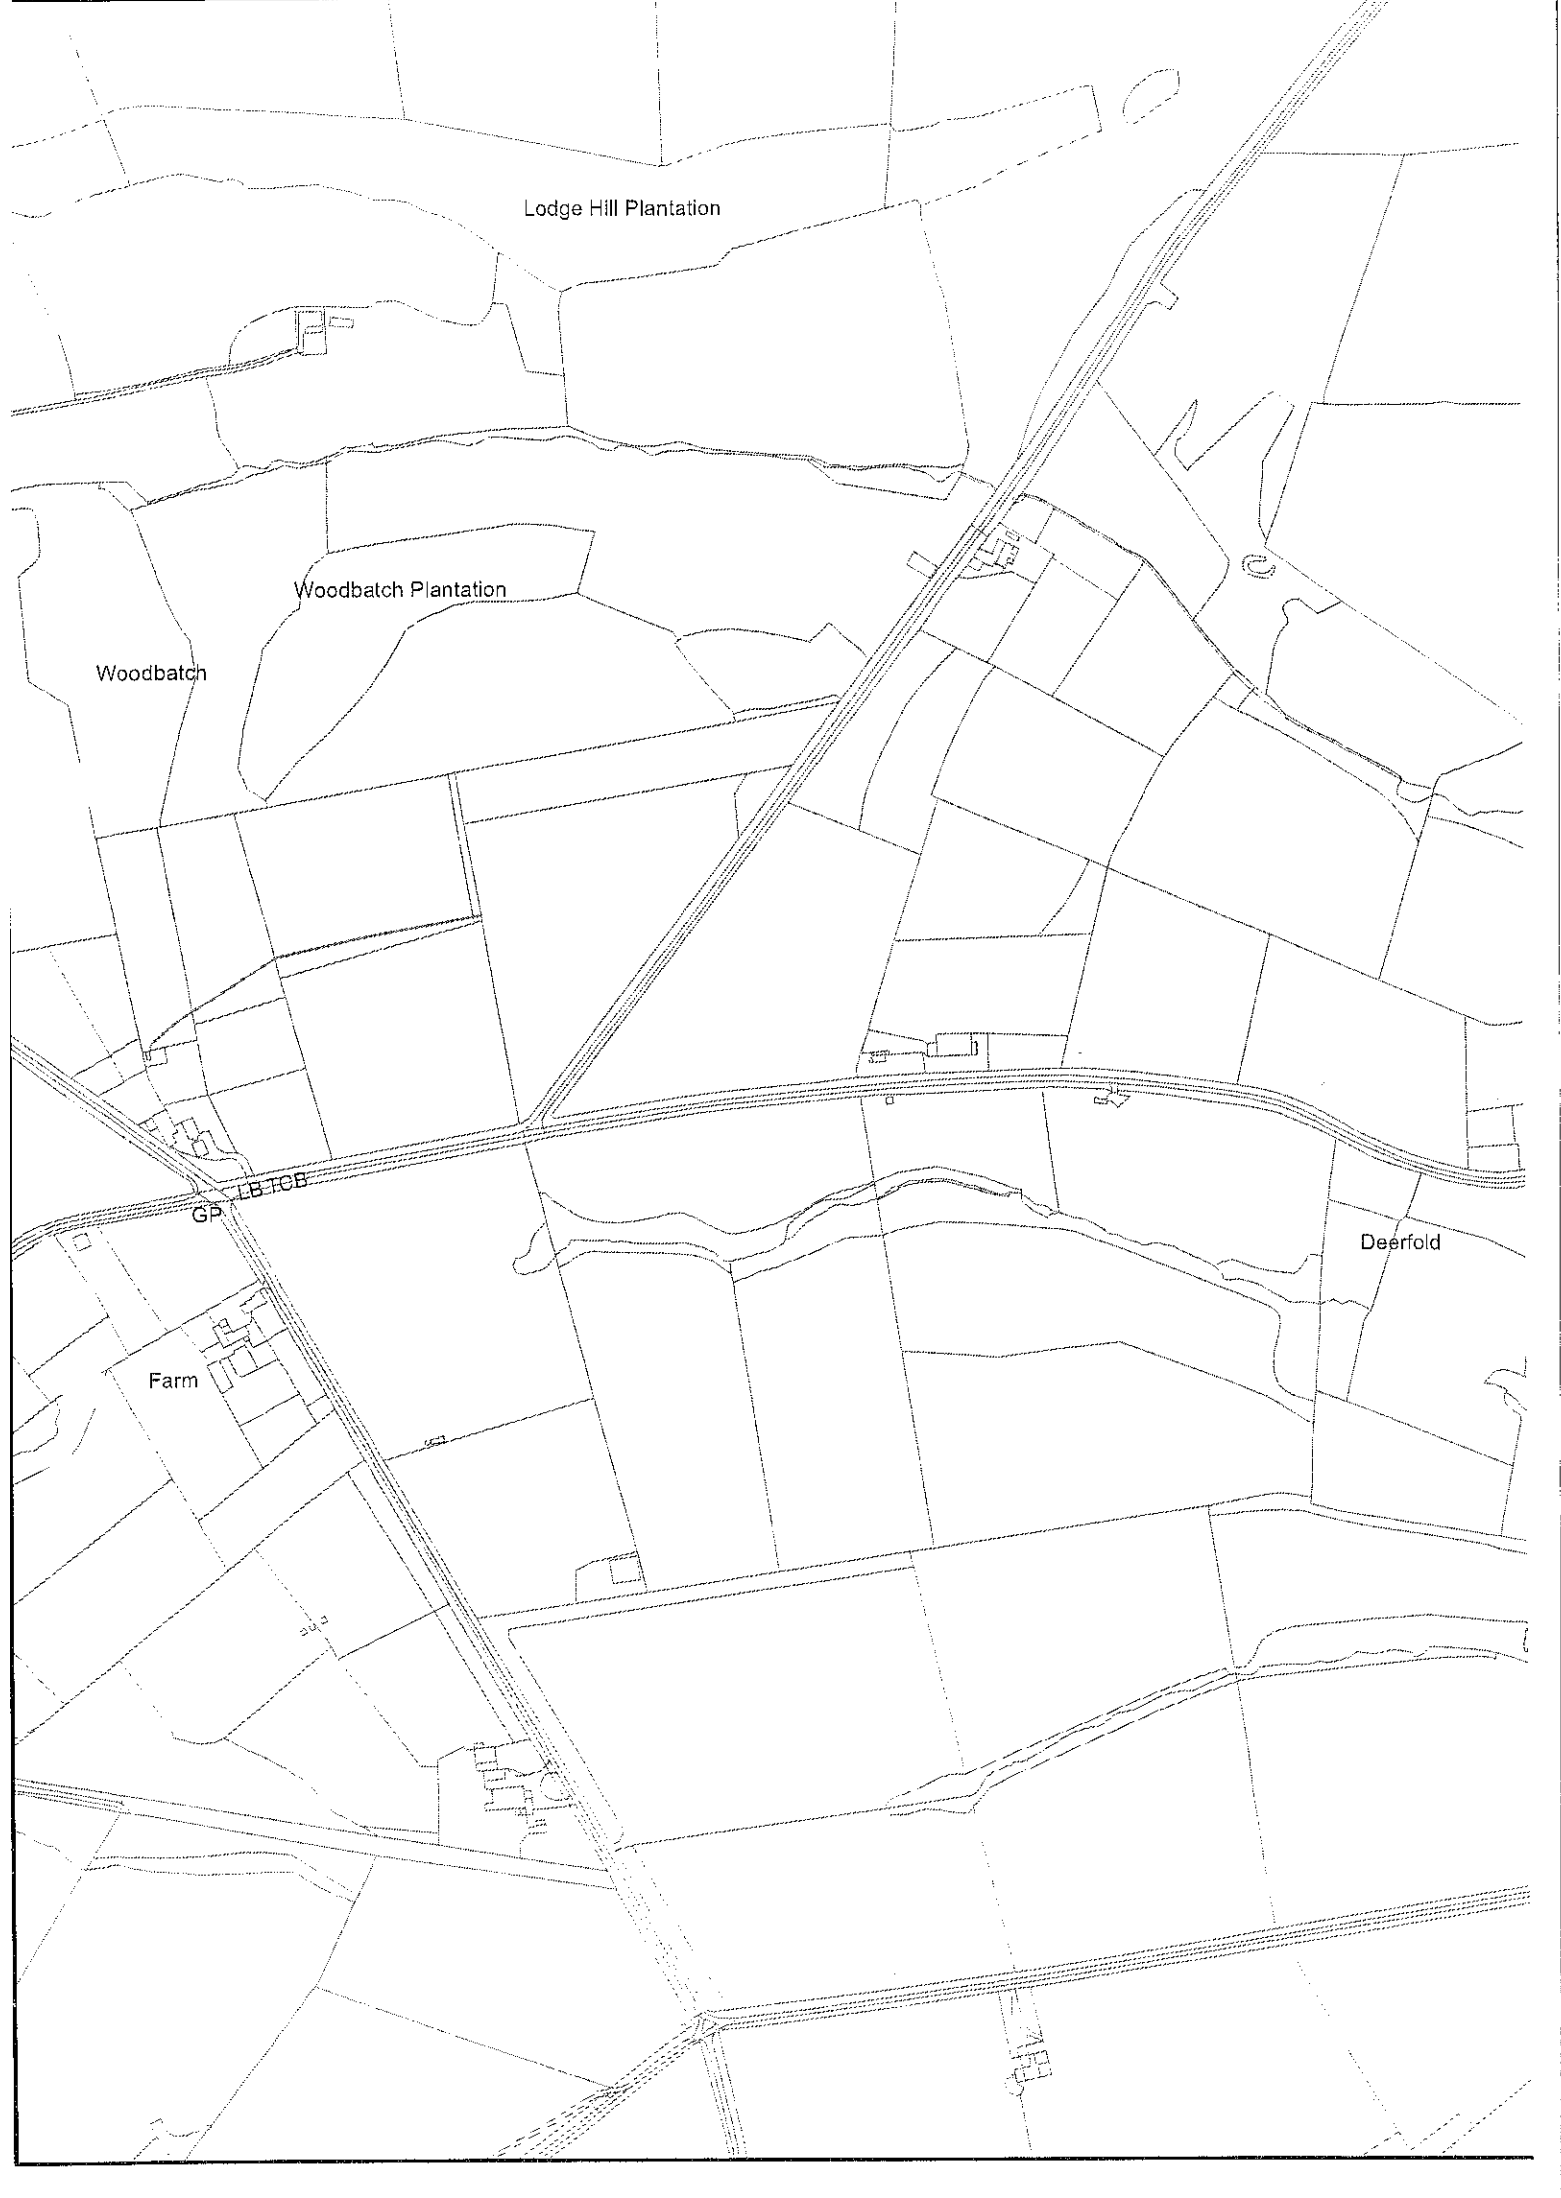 Lodge Hill Plantation
Woodbatch Plantation
Woodbatch
LB TCB
GP
Deerfold
Farm